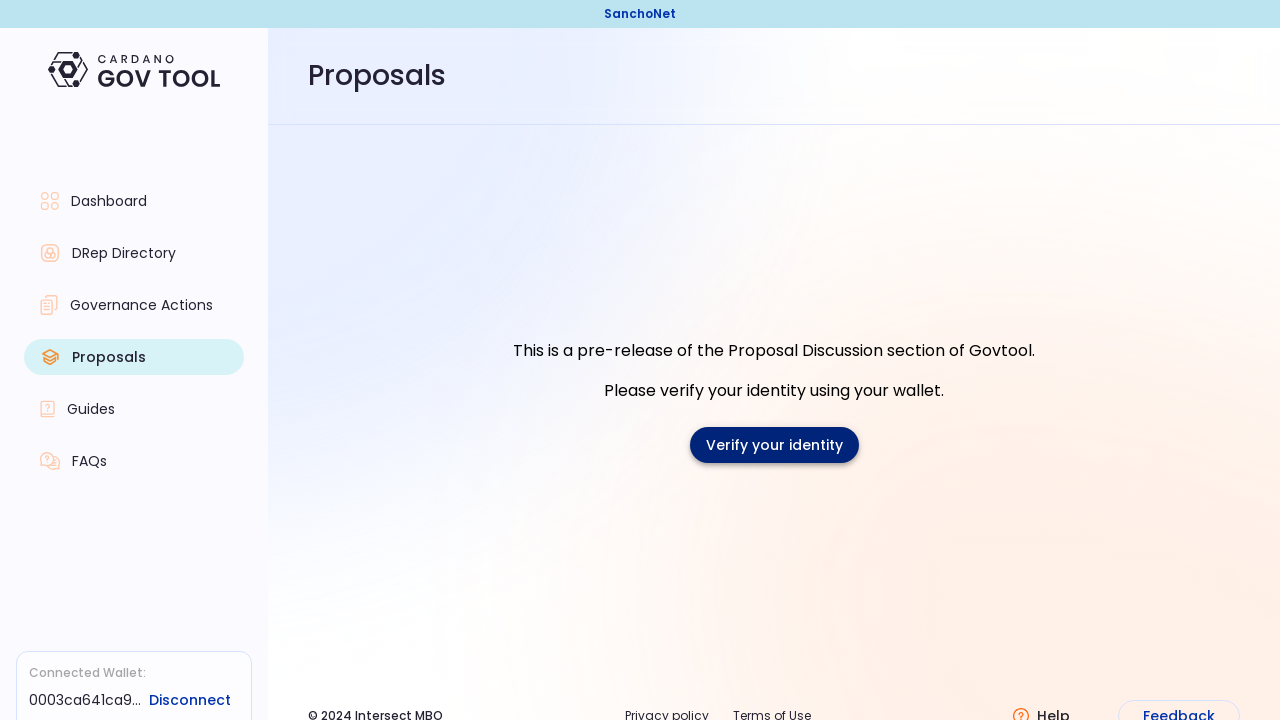 SanchoNet
CARDANO
GOV TOOL
Proposals
Dashboard
DRep Directory
Governance Actions
Proposals
Guides
FAQs
This is a pre-release of the Proposal Discussion section of Govtool.
Please verify your identity using your wallet.
Verify your identity
Connected Wallet:
0003ca641ca9... Disconnect
© 2024 Intersect MBO
Privacy policy
Terms of Use
Help
Feedback